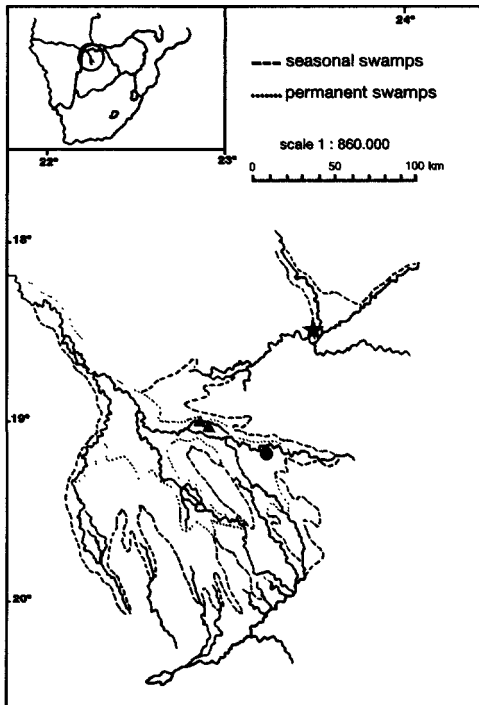 24°
seasonal swamps
permanent swamps
scale 1 : 860.000
0 50 100 km
22° 23°
18°
19°
20°